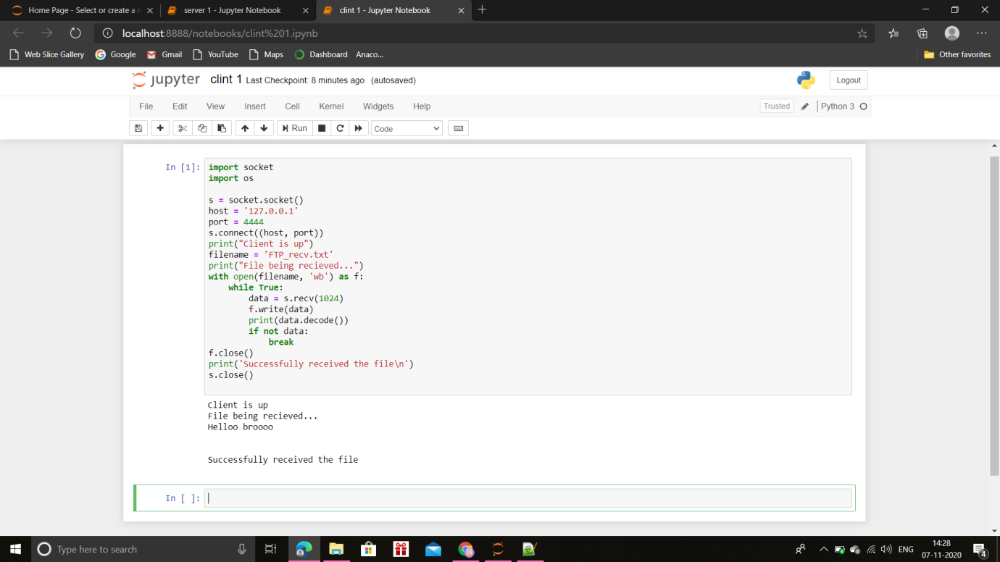 Home Page - Select or create a n
server 1 - Jupyter Notebook
clint 1 - Jupyter Notebook
localhost:8888/notebooks/clint%201.ipynb
Web Slice Gallery
Google
Gmail
YouTube
Maps
Dashboard
Anaco...
Other favorites
jupyter
clint 1 Last Checkpoint: 8 minutes ago (autosaved)
Logout
File Edit View Insert Cell Kernel Widgets Help
Trusted
Python 3
Run
Code
In [1]:
import socket
import os
s = socket.socket()
host = '127.0.0.1'
port = 4444
s.connect((host, port))
print("Client is up")
filename = 'FTP_recv.txt'
print("File being recieved...")
with open(filename, 'wb') as f:
    while True:
        data = s.recv(1024)
        f.write(data)
        print(data.decode())
        if not data:
            break
f.close()
print('Successfully received the file\n')
s.close()
Client is up
File being recieved...
Helloo broooo
Successfully received the file
In [ ]:
Type here to search
ENG
14:28
07-11-2020
4